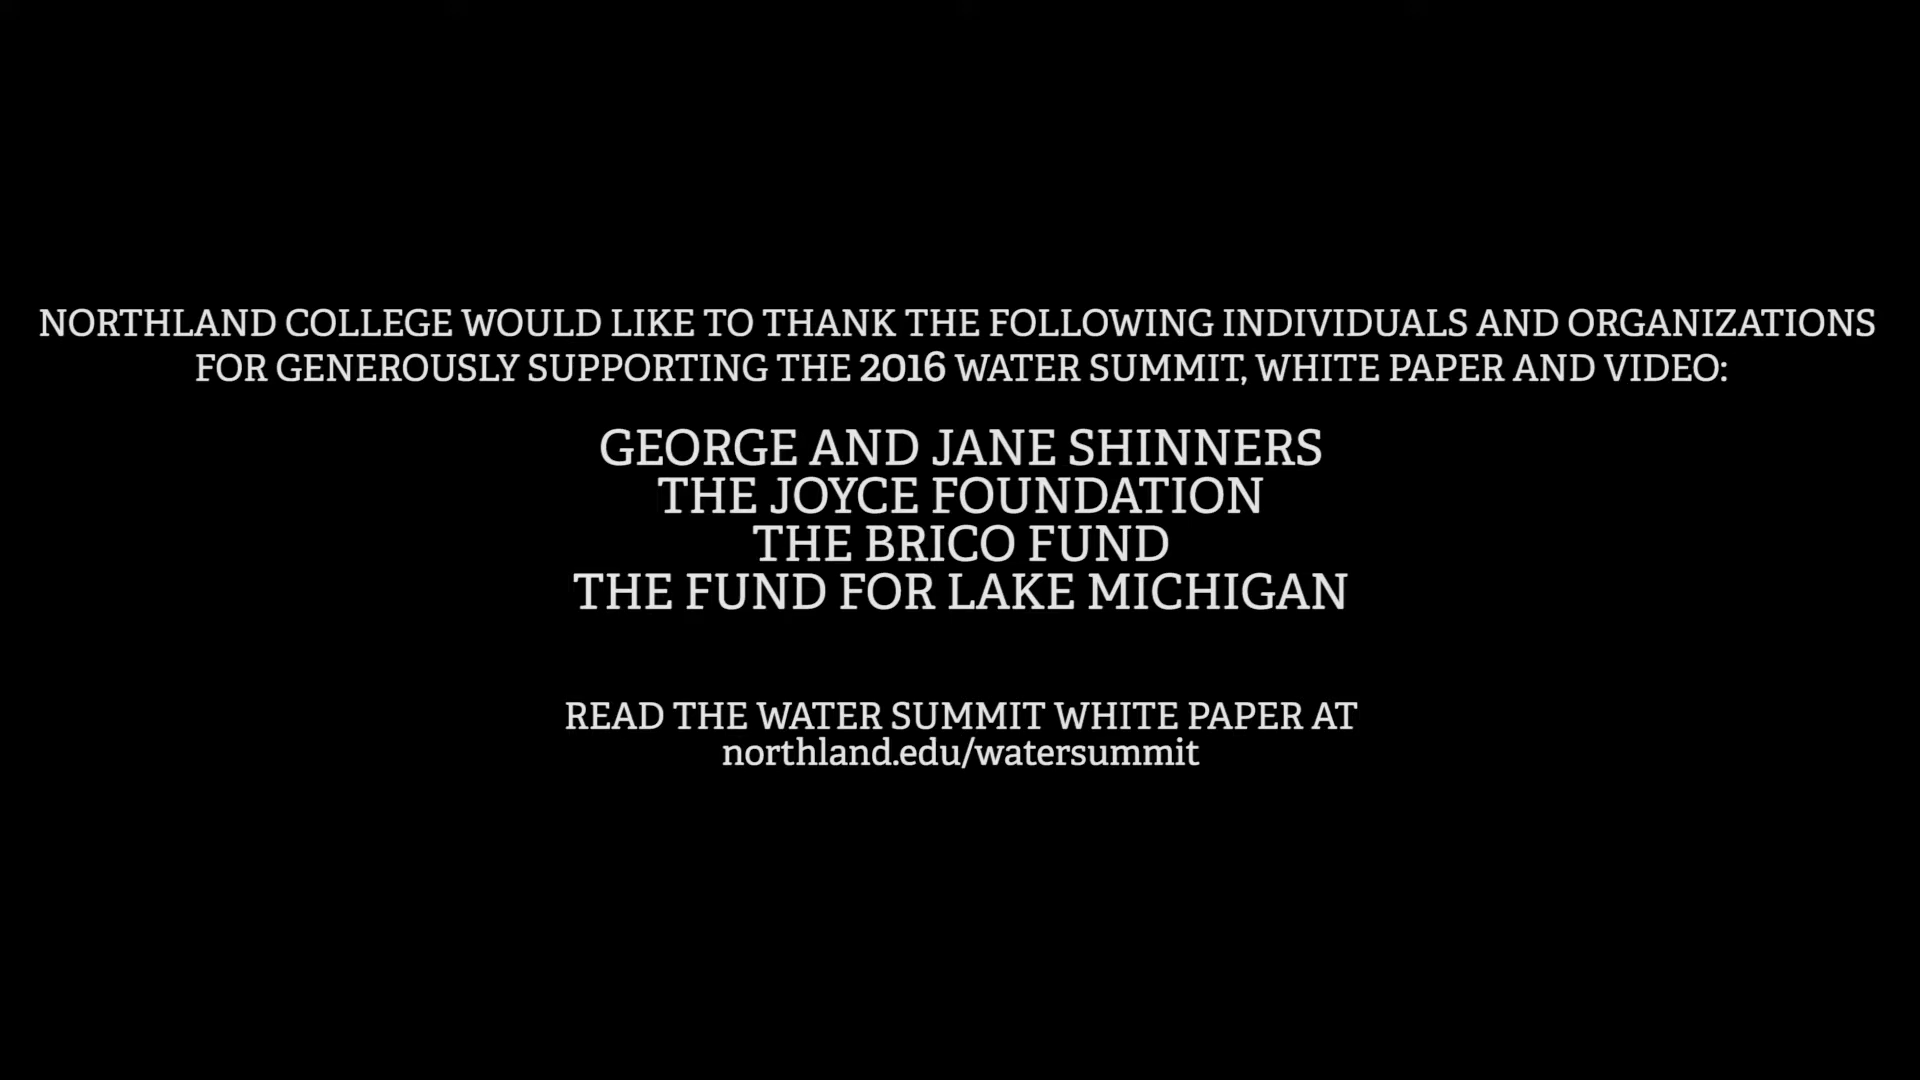 NORTHLAND COLLEGE WOULD LIKE TO THANK THE FOLLOWING INDIVIDUALS AND ORGANIZATIONS
FOR GENEROUSLY SUPPORTING THE 2016 WATER SUMMIT, WHITE PAPER AND VIDEO:
GEORGE AND JANE SHINNERS
THE JOYCE FOUNDATION
THE BRICO FUND
THE FUND FOR LAKE MICHIGAN
READ THE WATER SUMMIT WHITE PAPER AT
northland.edu/watersummit